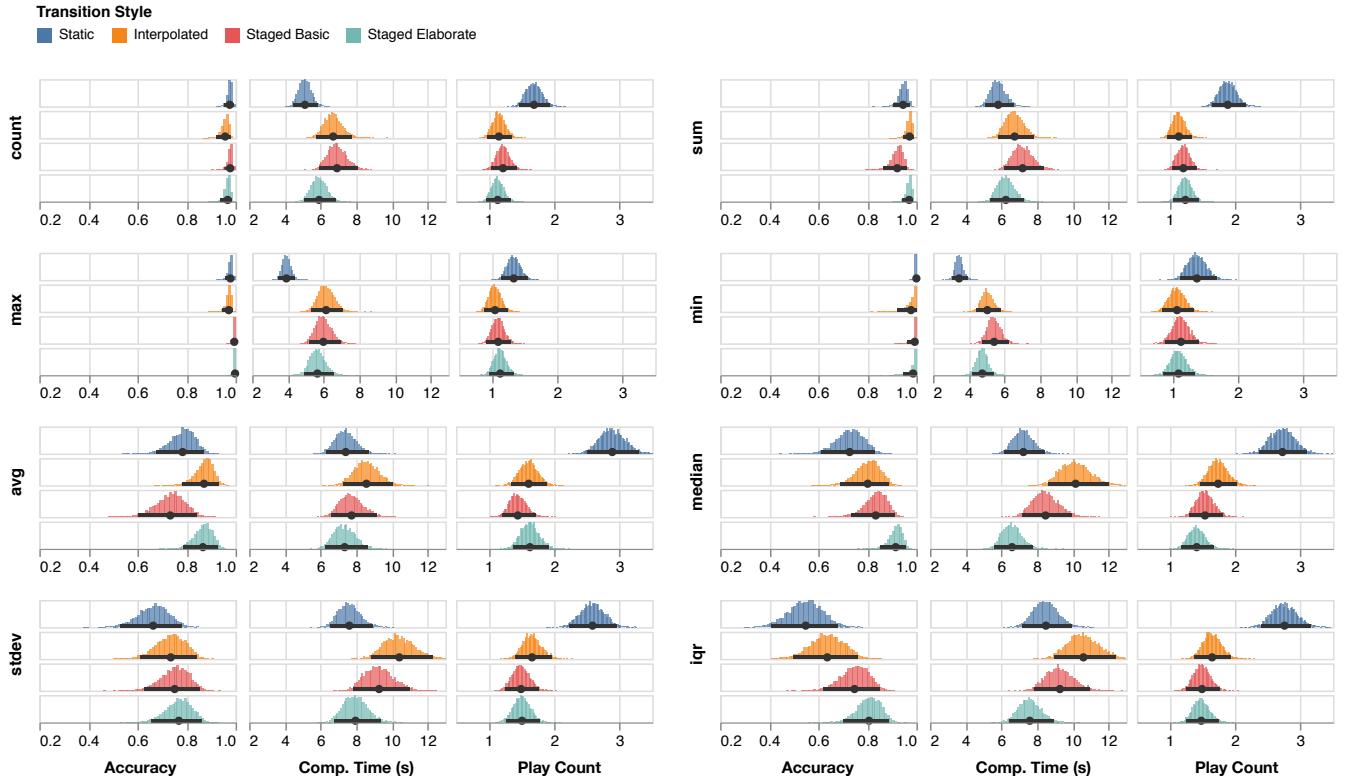 Transition Style
Static Interpolated Staged Basic Staged Elaborate
count
0.2 0.4 0.6 0.8 1.0 2 4 6 8 10 12 1 2 3
sum
0.2 0.4 0.6 0.8 1.0 2 4 6 8 10 12 1 2 3
max
0.2 0.4 0.6 0.8 1.0 2 4 6 8 10 12 1 2 3
min
0.2 0.4 0.6 0.8 1.0 2 4 6 8 10 12 1 2 3
avg
0.2 0.4 0.6 0.8 1.0 2 4 6 8 10 12 1 2 3
median
0.2 0.4 0.6 0.8 1.0 2 4 6 8 10 12 1 2 3
stdev
0.2 0.4 0.6 0.8 1.0 2 4 6 8 10 12 1 2 3
iqr
0.2 0.4 0.6 0.8 1.0 2 4 6 8 10 12 1 2 3
Accuracy Comp. Time (s) Play Count Accuracy Comp. Time (s) Play Count